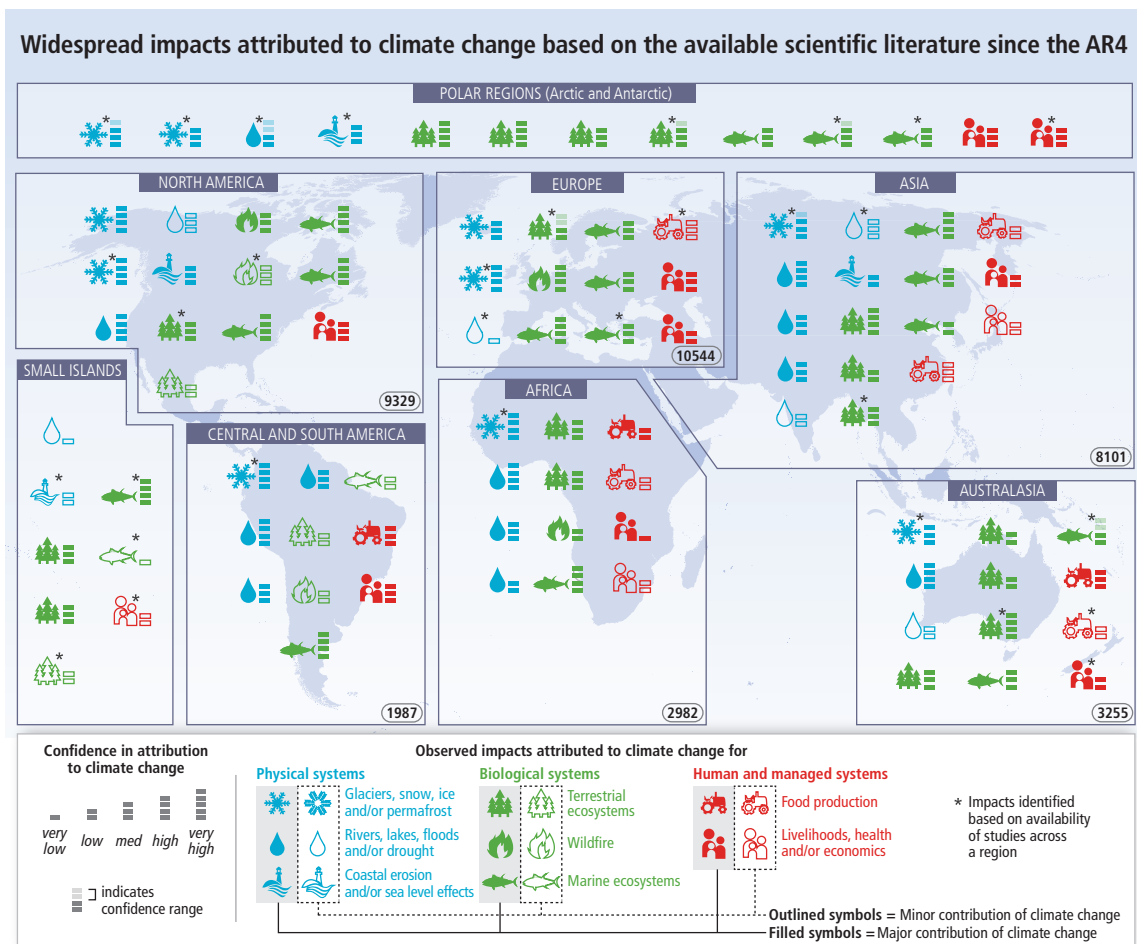 Widespread impacts attributed to climate change based on the available scientific literature since the AR4
POLAR REGIONS (Arctic and Antarctic)
* * * * * * * *
NORTH AMERICA
* * *
9329
EUROPE
* * * * *
10544
ASIA
* * *
8101
SMALL ISLANDS
* * * * *
CENTRAL AND SOUTH AMERICA
*
1987
AFRICA
*
2982
AUSTRALASIA
* * * * *
3255
Confidence in attribution
to climate change
very
low
low
med
high
very
high
indicates
confidence range
Observed impacts attributed to climate change for
Physical systems
Glaciers, snow, ice
and/or permafrost
Rivers, lakes, floods
and/or drought
Coastal erosion
and/or sea level effects
Biological systems
Terrestrial
ecosystems
Wildfire
Marine ecosystems
Human and managed systems
Food production
Livelihoods, health
and/or economics
* Impacts identified
based on availability
of studies across
a region
Outlined symbols = Minor contribution of climate change
Filled symbols = Major contribution of climate change